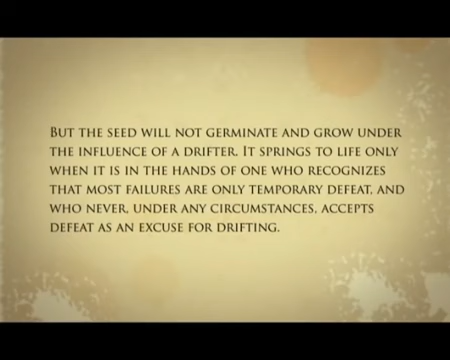 But the seed will not germinate and grow under
the influence of a drifter. It springs to life only
when it is in the hands of one who recognizes
that most failures are only temporary defeat, and
who never, under any circumstances, accepts
defeat as an excuse for drifting.